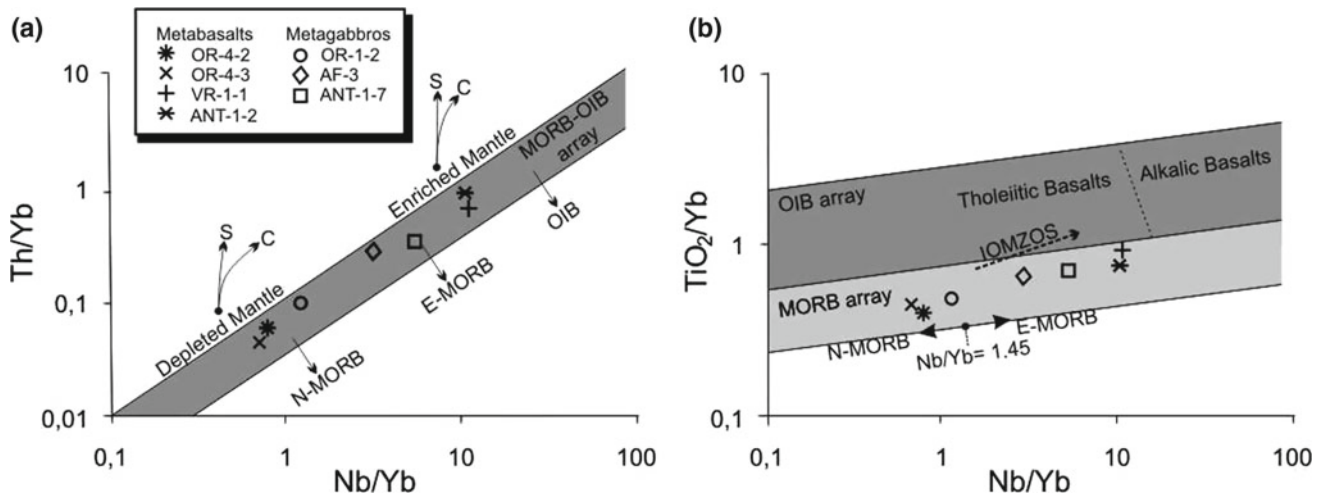 (a)
Metabasalts Metagabbros
OR-4-2 OR-1-2
OR-4-3 AF-3
VR-1-1 ANT-1-7
ANT-1-2
10
1
0,1
0,01
Th/Yb
0,1 1 10 100
Nb/Yb
S C
S C
Depleted Mantle
Enriched Mantle
MORB-OIB
array
OIB
E-MORB
N-MORB
(b)
10
1
0,1
TiO₂/Yb
0,1 1 10 100
Nb/Yb
OIB array
Tholeiitic Basalts
Alkalic Basalts
IOMZOS
MORB array
N-MORB
E-MORB
Nb/Yb= 1.45